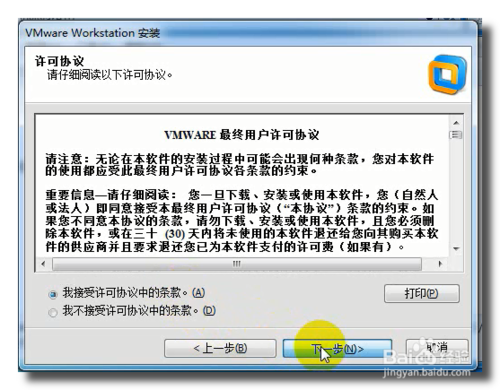 VMware Workstation 安装
许可协议
请仔细阅读以下许可协议。
VMWARE 最终用户许可协议
请注意：无论在本软件的安装过程中可能会出现何种条款，您对本软件
的使用都应受此最终用户许可协议各条款的约束。
重要信息—请仔细阅读： 您一旦下载、安装或使用本软件，您（自然人
或法人）即同意接受本最终用户许可协议（“本协议”）条款的约束。如
果您不同意本协议的条款，请勿下载、安装或使用本软件，且您必须删
除本软件，或在三十 (30) 天内将未使用的本软件退还给您向其购买本软
件的供应商并且要求退还您已为本软件支付的许可费（如果有）。
我接受许可协议中的条款。(A)
我不接受许可协议中的条款。(D)
打印(P)
<上一步(B)
下一步(N)>
取消
Baidu 经验
jingyan.baidu.com